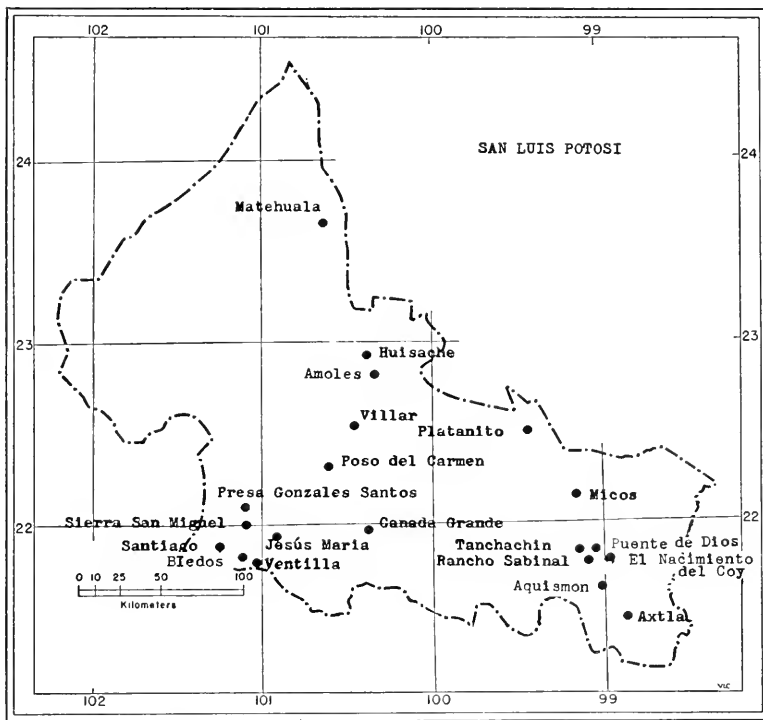 102 101 100 99
24 24
SAN LUIS POTOSI
Matehuala
23 23
Huisache
Amoles
Villar
Platanito
Poso del Carmen
Presa Gonzales Santos
Micos
22 22
Sierra San Miguel
Canada Grande
Santiago
Jesús Maria
Tanchachin
Puente de Dios
Bledos
Ventilla
Rancho Sabinal
El Nacimiento
del Coy
0 10 25 50 100
Kilometers
Aquismon
Axtla
102 101 100 99